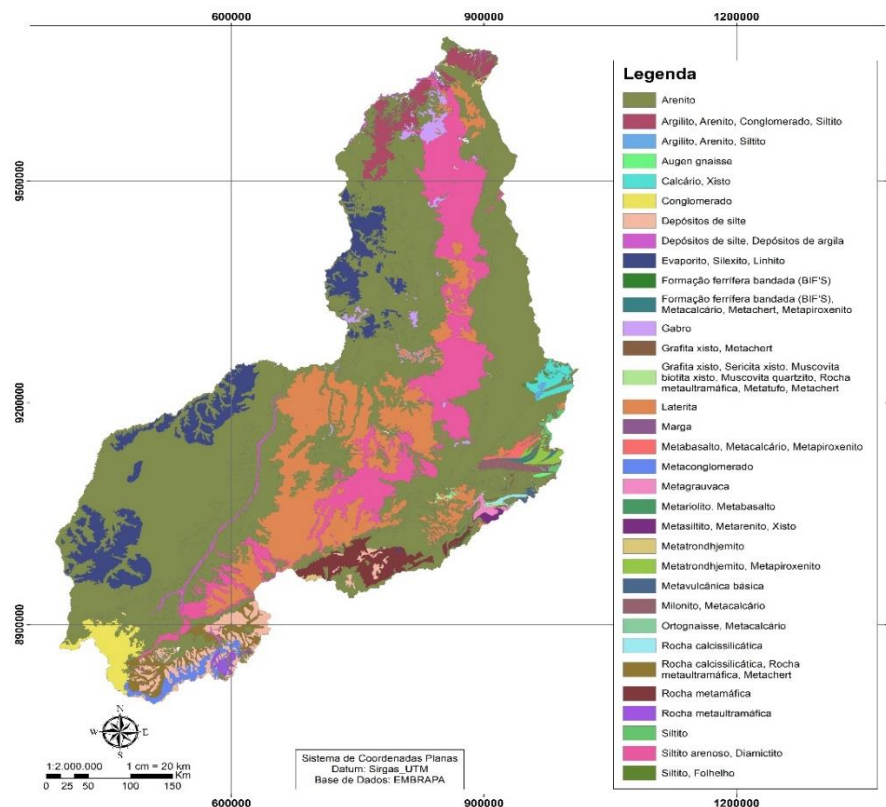 600000 900000 1200000
Legenda
Arenito
Argilito, Arenito, Conglomerado, Siltito
Argilito, Arenito, Siltito
Augen gnaisse
Calcário, Xisto
Conglomerado
Depósitos de silte
Depósitos de silte, Depósitos de argila
Evaporito, Silexito, Linhito
Formação ferrífera bandada (BIF'S)
Formação ferrífera bandada (BIF'S),
Metacalcário, Metachert, Metapiroxenito
Gabro
Grafita xisto, Metachert
Grafita xisto, Sericita xisto, Muscovita
biotita xisto, Muscovita quartzito, Rocha
metaultramáfica, Metatufo, Metachert
Laterita
Marga
Metabasalto, Metacalcário, Metapiroxenito
Metaconglomerado
Metagrauvaca
Metariolito, Metabasalto
Metasiltito, Metarenito, Xisto
Metatrondhjemito
Metatrondhjemito, Metapiroxenito
Metavulcânica básica
Milonito, Metacalcário
Ortognaisse, Metacalcário
Rocha calcissilicática
Rocha calcissilicática, Rocha
metaultramáfica, Metachert
Rocha metamáfica
Rocha metaultramáfica
Siltito
Siltito arenoso, Diamictito
Siltito, Folhelho
9500000
9200000
8900000
N
W E
S
1:2.000.000 1 cm = 20 km
Km
0 25 50 100 150
Sistema de Coordenadas Planas
Datum: Sirgas_UTM
Base de Dados: EMBRAPA
600000 900000 1200000